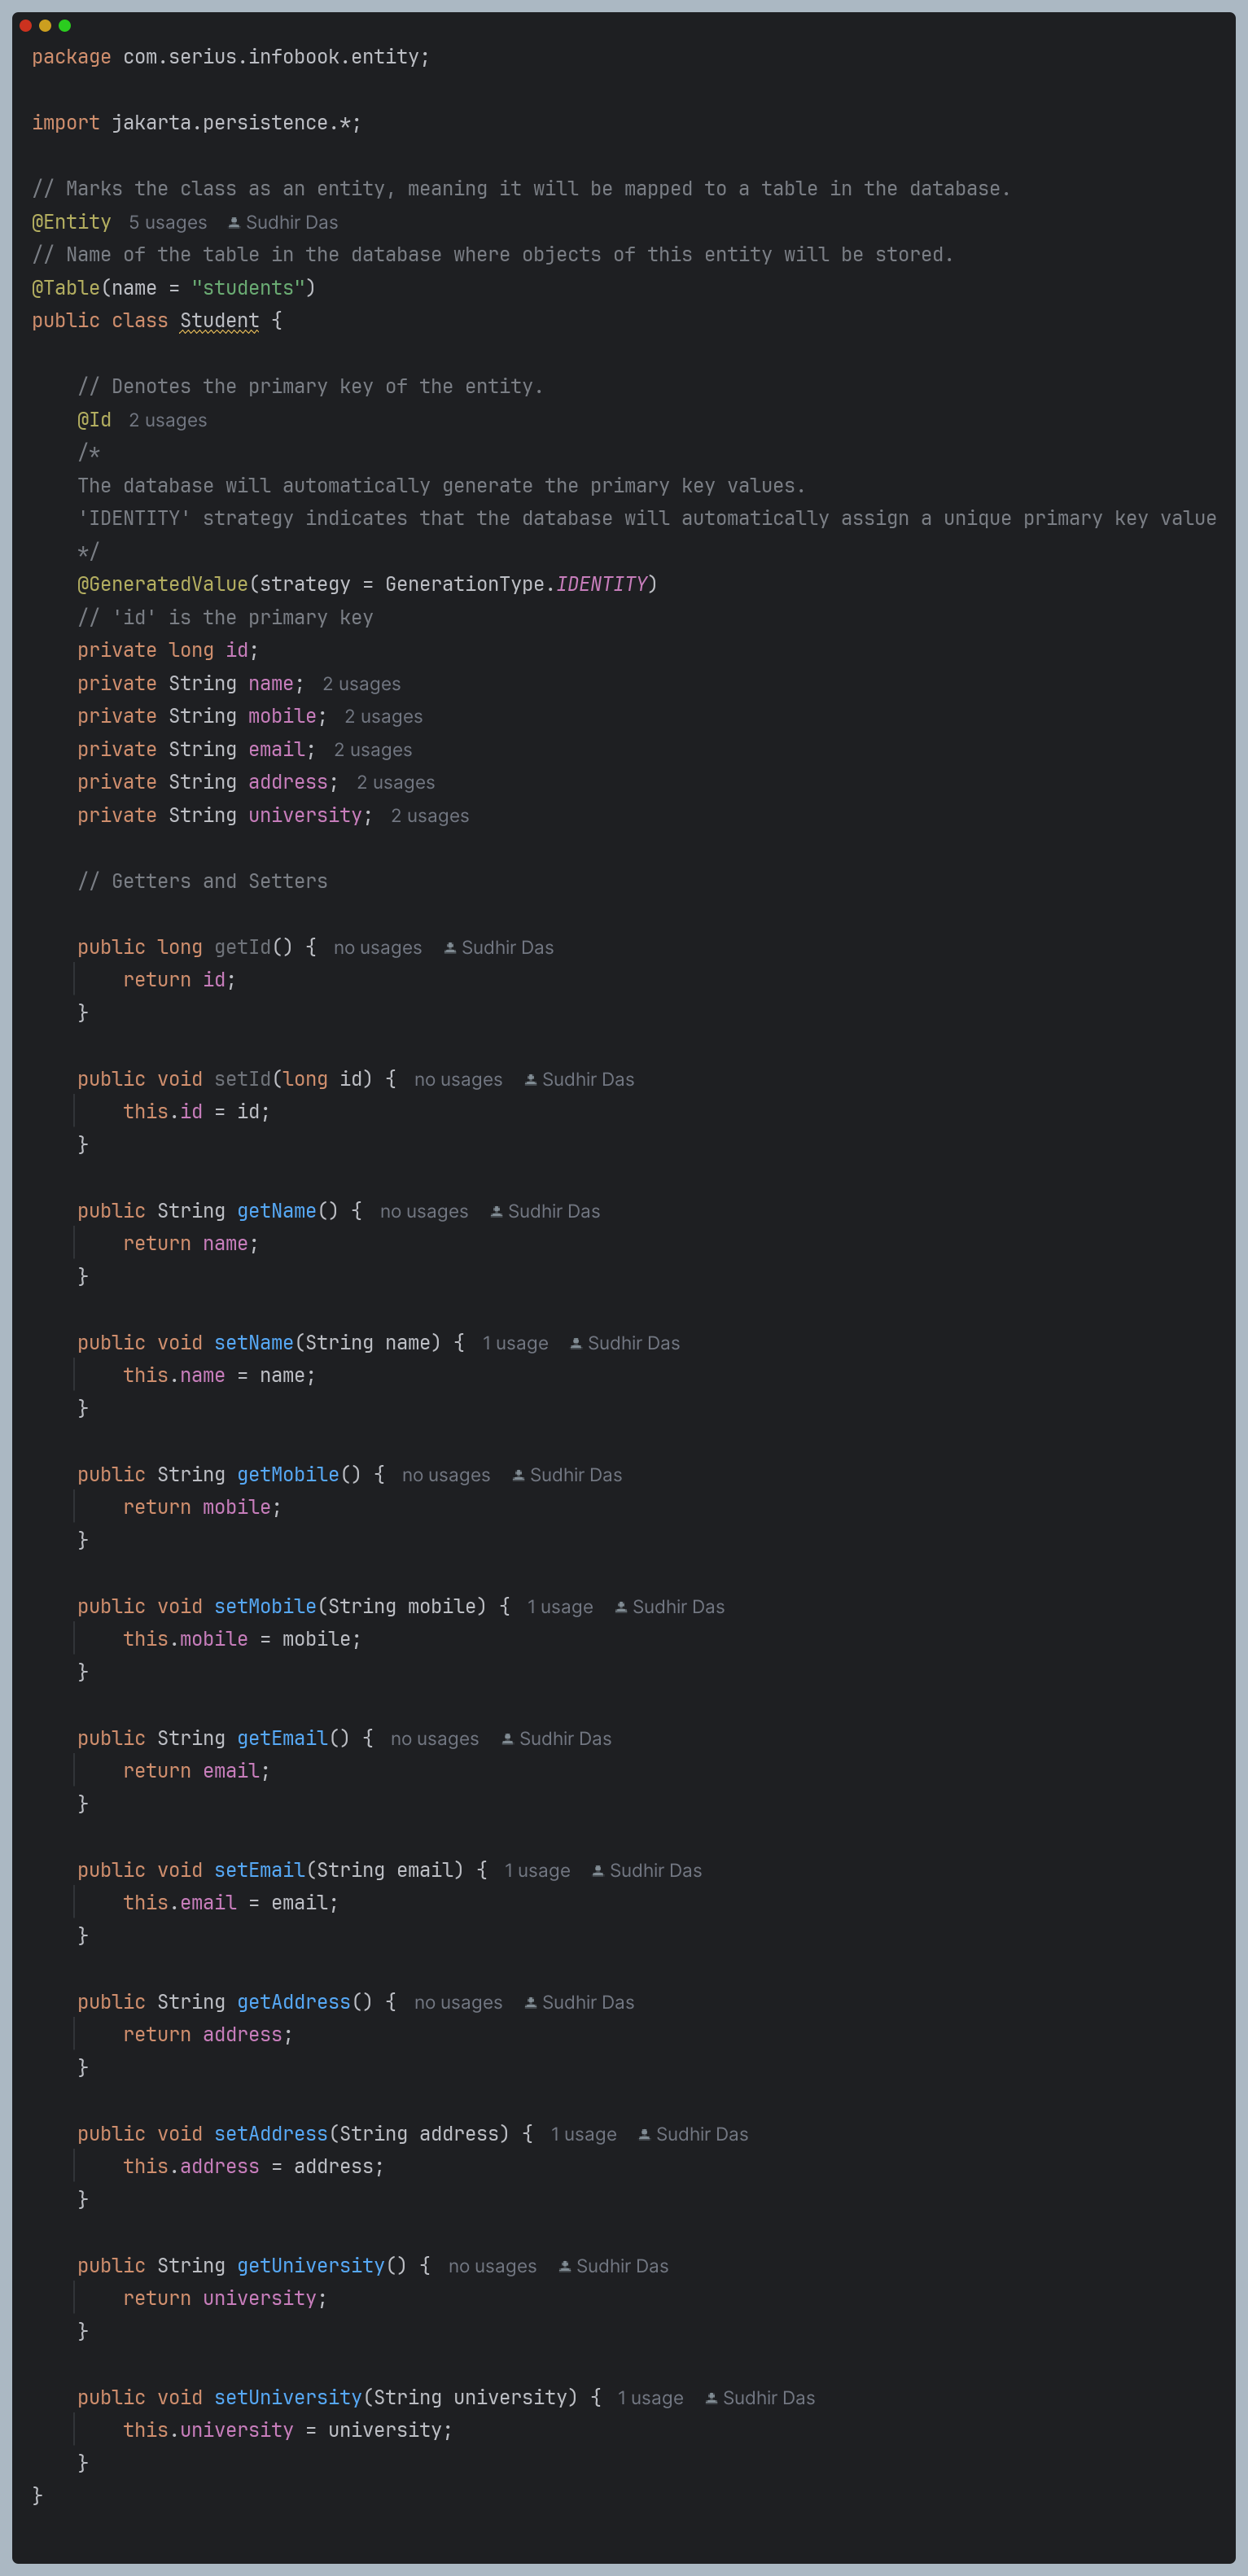 package com.serius.infobook.entity;

import jakarta.persistence.*;

// Marks the class as an entity, meaning it will be mapped to a table in the database.
@Entity 5 usages Sudhir Das
// Name of the table in the database where objects of this entity will be stored.
@Table(name = "students")
public class Student {

    // Denotes the primary key of the entity.
    @Id 2 usages
    /*
    The database will automatically generate the primary key values.
    'IDENTITY' strategy indicates that the database will automatically assign a unique primary key value
    */
    @GeneratedValue(strategy = GenerationType.IDENTITY)
    // 'id' is the primary key
    private long id;
    private String name; 2 usages
    private String mobile; 2 usages
    private String email; 2 usages
    private String address; 2 usages
    private String university; 2 usages

    // Getters and Setters

    public long getId() { no usages Sudhir Das
        return id;
    }

    public void setId(long id) { no usages Sudhir Das
        this.id = id;
    }

    public String getName() { no usages Sudhir Das
        return name;
    }

    public void setName(String name) { 1 usage Sudhir Das
        this.name = name;
    }

    public String getMobile() { no usages Sudhir Das
        return mobile;
    }

    public void setMobile(String mobile) { 1 usage Sudhir Das
        this.mobile = mobile;
    }

    public String getEmail() { no usages Sudhir Das
        return email;
    }

    public void setEmail(String email) { 1 usage Sudhir Das
        this.email = email;
    }

    public String getAddress() { no usages Sudhir Das
        return address;
    }

    public void setAddress(String address) { 1 usage Sudhir Das
        this.address = address;
    }

    public String getUniversity() { no usages Sudhir Das
        return university;
    }

    public void setUniversity(String university) { 1 usage Sudhir Das
        this.university = university;
    }
}